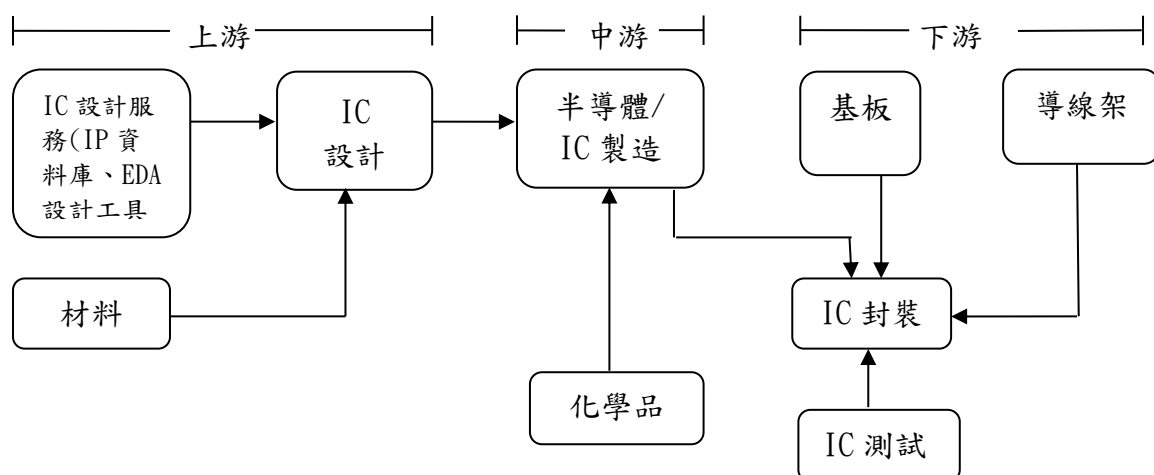 上游
中游
下游
IC 設計服
務(IP 資
料庫、EDA
設計工具
IC
設計
半導體/
IC 製造
基板
導線架
材料
IC 封裝
化學品
IC 測試